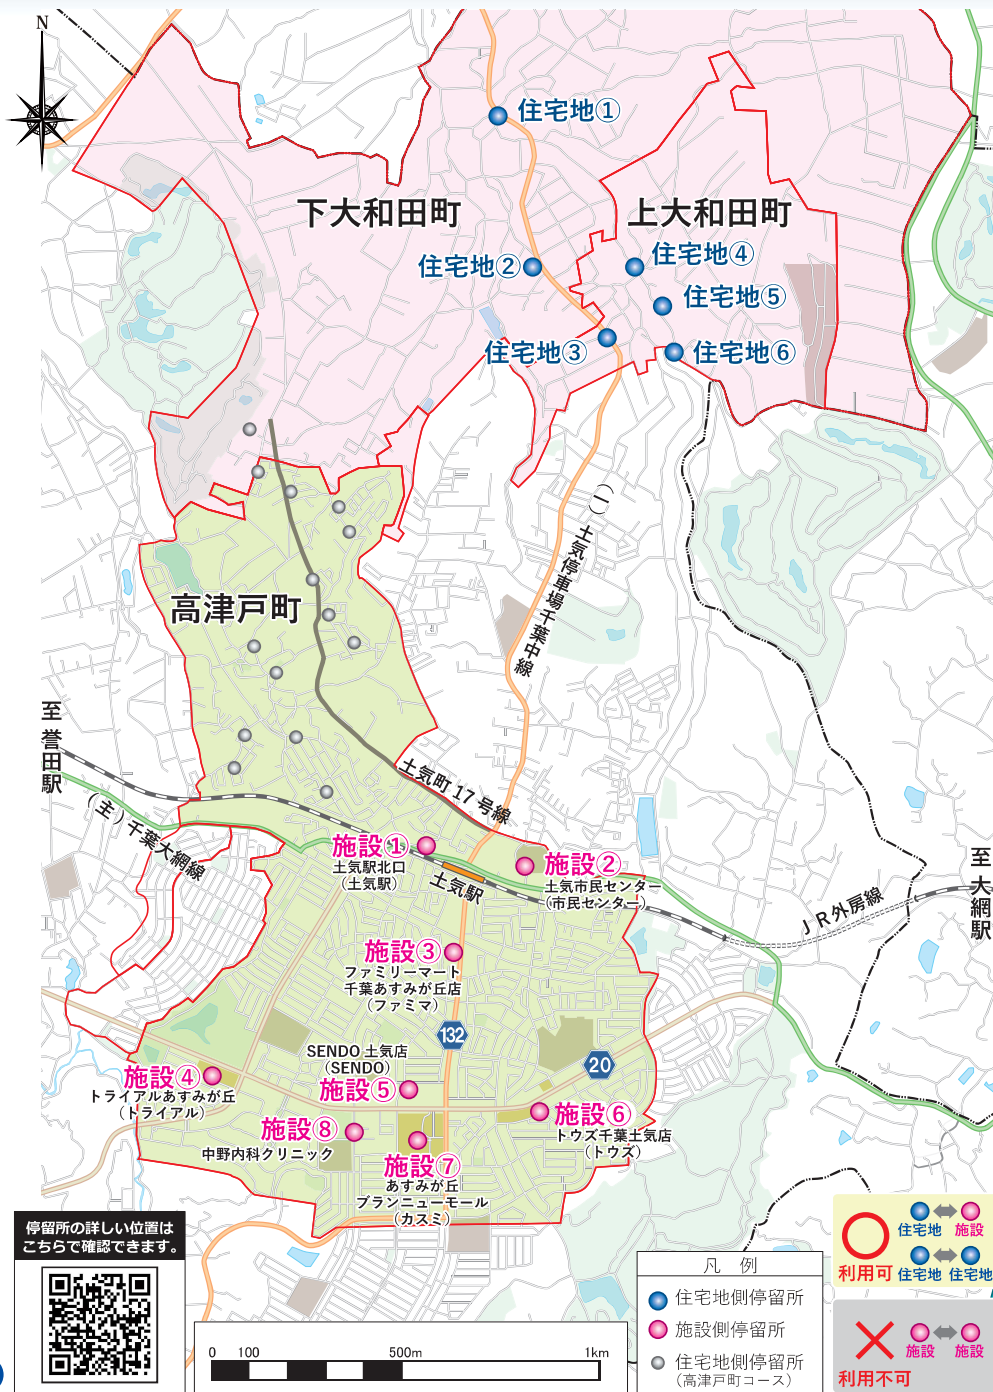 N
住宅地①
下大和田町
上大和田町
住宅地②
住宅地④
住宅地⑤
住宅地③
住宅地⑥
(一)土気停車場千葉中線
高津戸町
至 誉田駅
土気町17号線
(主)千葉大網線
施設①
土気駅北口
(土気駅)
土気駅
施設②
土気市民センター
(市民センター)
至 大網駅
JR外房線
施設③
ファミリーマート
千葉あすみが丘店
(ファミマ)
132
20
SENDO 土気店
(SENDO)
施設⑤
施設④
トライアルあすみが丘
(トライアル)
施設⑥
トウズ千葉土気店
(トウズ)
施設⑧
中野内科クリニック
施設⑦
あすみが丘
ブランニューモール
(カスミ)
停留所の詳しい位置は
こちらで確認できます。
0 100 500m 1km
凡 例
住宅地側停留所
施設側停留所
住宅地側停留所
(高津戸町コース)
利用可
住宅地 施設
住宅地 住宅地
利用不可
施設 施設